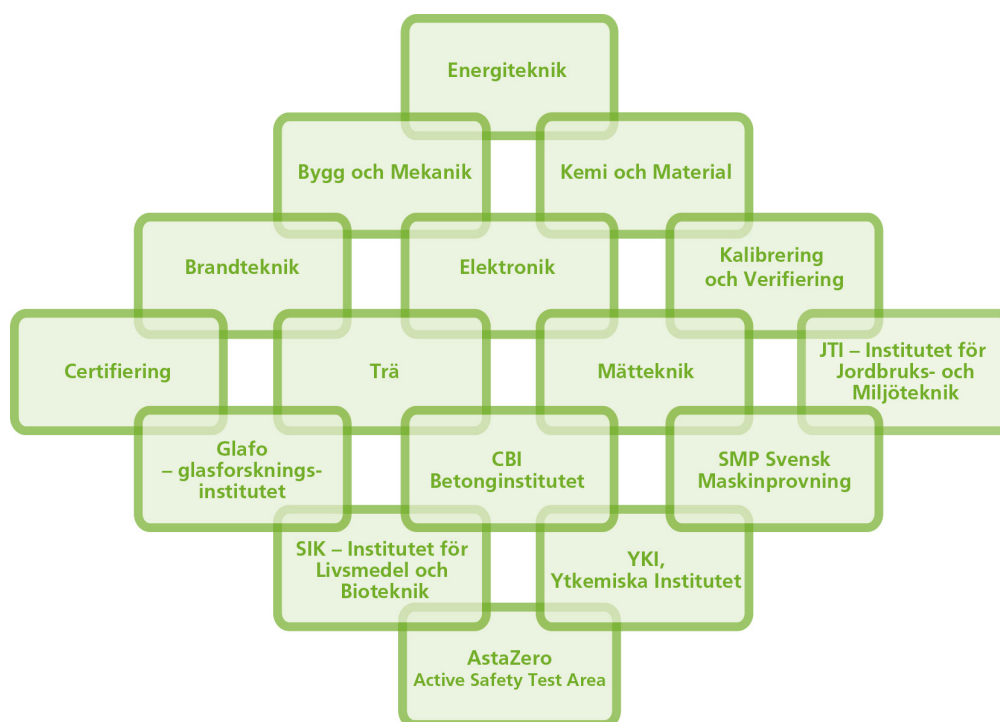 Energiteknik
Bygg och Mekanik
Kemi och Material
Brandteknik
Elektronik
Kalibrering
och Verifiering
Certifiering
Trä
Mätteknik
JTI – Institutet för
Jordbruks- och
Miljöteknik
Glafo
– glasforsknings-
institutet
CBI
Betonginstitutet
SMP Svensk
Maskinprovning
SIK – Institutet för
Livsmedel och
Bioteknik
YKI,
Ytkemiska Institutet
AstaZero
Active Safety Test Area